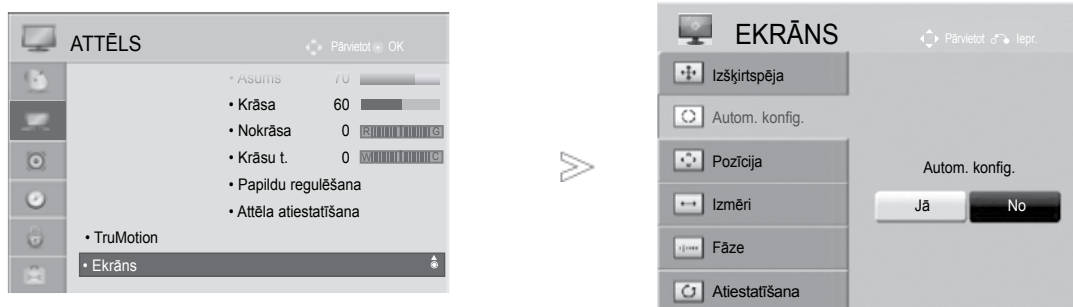 ATTĒLS
Pārvietot OK
• Asums 70
• Krāsa 60
• Nokrāsa 0 R G
• Krāsu t. 0 W C
• Papildu regulēšana
• Attēla atiestatīšana
• TruMotion
• Ekrāns
EKRĀNS
Pārvietot Iepr.
Izšķirtspēja
Autom. konfig.
Pozīcija
Izmēri
Fāze
Atiestatīšana
Autom. konfig.
Jā No